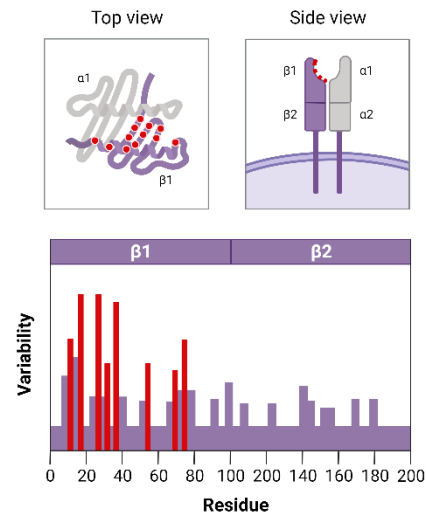 Top view
Side view
α1
β1
β1
α1
β2
α2
β1
β2
Variability
0 20 40 60 80 100 120 140 160 180 200
Residue